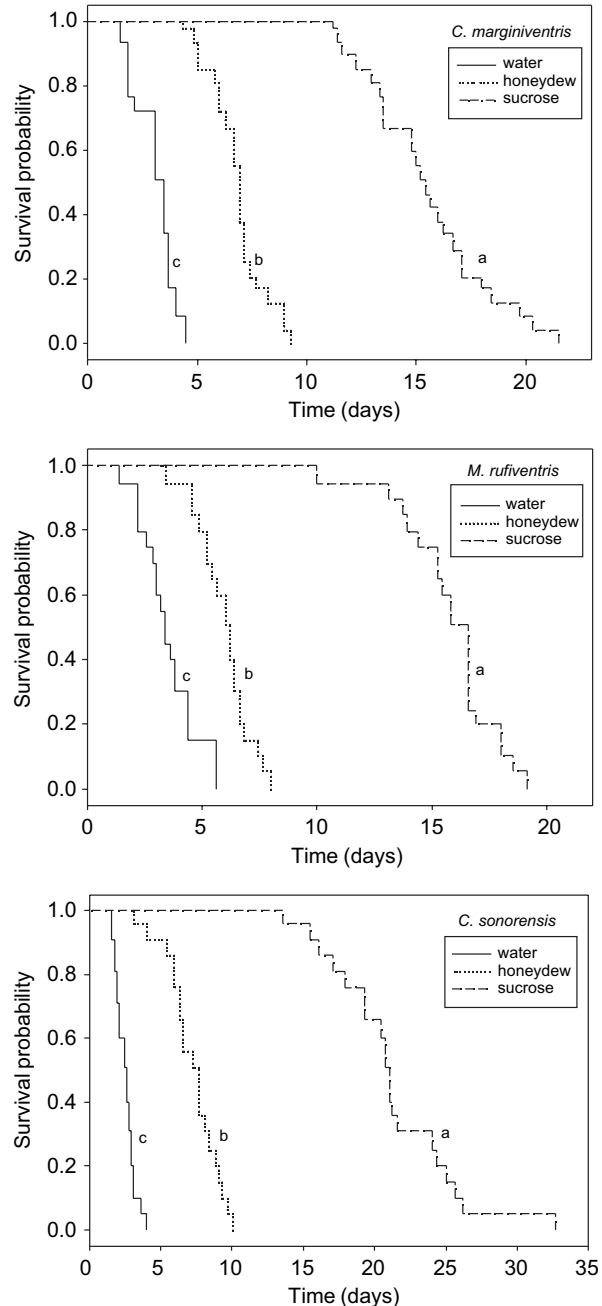 C. marginiventris
water
honeydew
sucrose
Survival probability
1.0
0.8
0.6
0.4
0.2
0.0
c
b
a
0 5 10 15 20
Time (days)
M. rufiventris
water
honeydew
sucrose
Survival probability
1.0
0.8
0.6
0.4
0.2
0.0
c
b
a
0 5 10 15 20
Time (days)
C. sonorensis
water
honeydew
sucrose
Survival probability
1.0
0.8
0.6
0.4
0.2
0.0
c
b
a
0 5 10 15 20 25 30 35
Time (days)